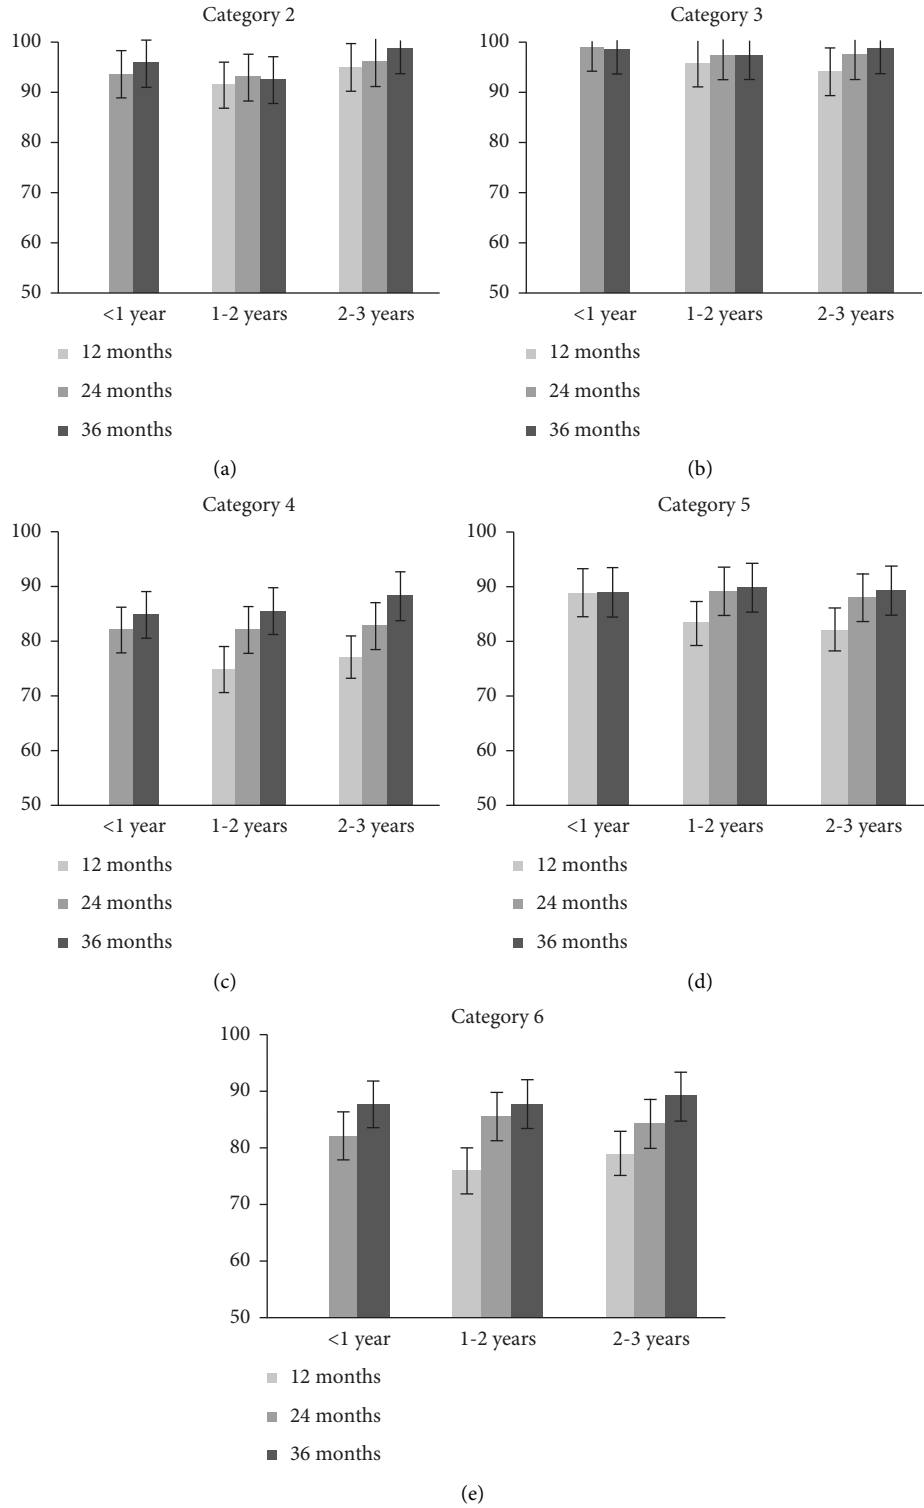 Category 2
100
90
80
70
60
50
<1 year 1-2 years 2-3 years
12 months
24 months
36 months
(a)
Category 3
100
90
80
70
60
50
<1 year 1-2 years 2-3 years
12 months
24 months
36 months
(b)
Category 4
100
90
80
70
60
50
<1 year 1-2 years 2-3 years
12 months
24 months
36 months
(c)
Category 5
100
90
80
70
60
50
<1 year 1-2 years 2-3 years
12 months
24 months
36 months
(d)
Category 6
100
90
80
70
60
50
<1 year 1-2 years 2-3 years
12 months
24 months
36 months
(e)